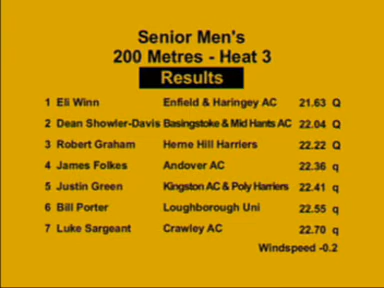 Senior Men's
200 Metres - Heat 3
Results
1 Eli Winn Enfield & Haringey AC 21.63 Q
2 Dean Showler-Davis Basingstoke & Mid Hants AC 22.04 Q
3 Robert Graham Herne Hill Harriers 22.22 Q
4 James Folkes Andover AC 22.36 q
5 Justin Green Kingston AC & Poly Harriers 22.41 q
6 Bill Porter Loughborough Uni 22.55 q
7 Luke Sargeant Crawley AC 22.70 q
Windspeed -0.2